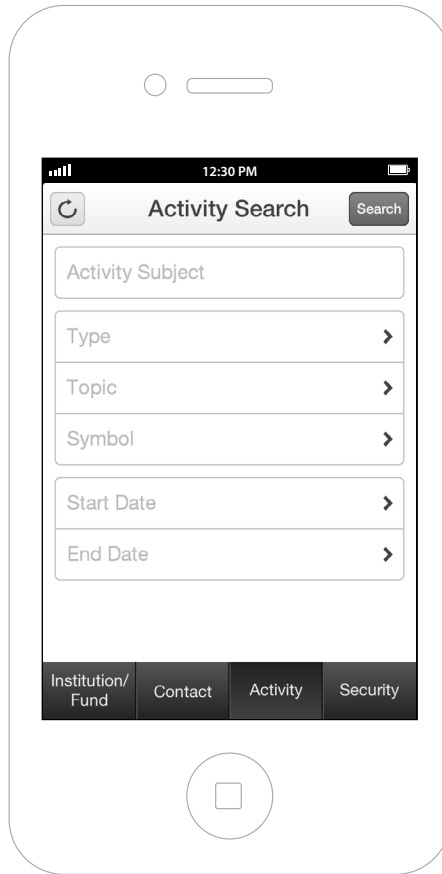 12:30 PM
Activity Search
Search
Activity Subject
Type
Topic
Symbol
Start Date
End Date
Institution/
Fund
Contact
Activity
Security